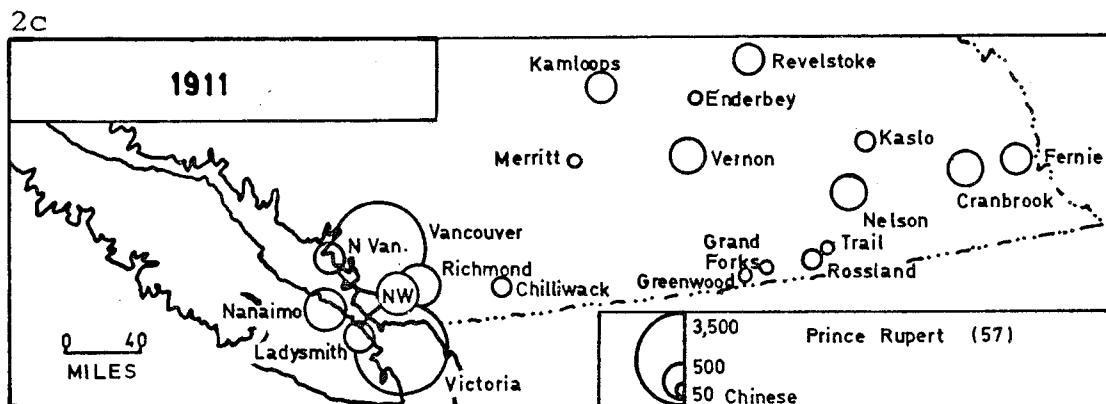 2c
1911
Kamloops
Revelstoke
Enderbey
Merritt
Vernon
Kaslo
Fernie
Cranbrook
Nelson
N Van.
Vancouver
Richmond
NW
Chilliwack
Grand
Forks
Greenwood
Trail
Rossland
Nanaimo
Ladysmith
Victoria
0 40
MILES
3,500
500
50 Chinese
Prince Rupert (57)